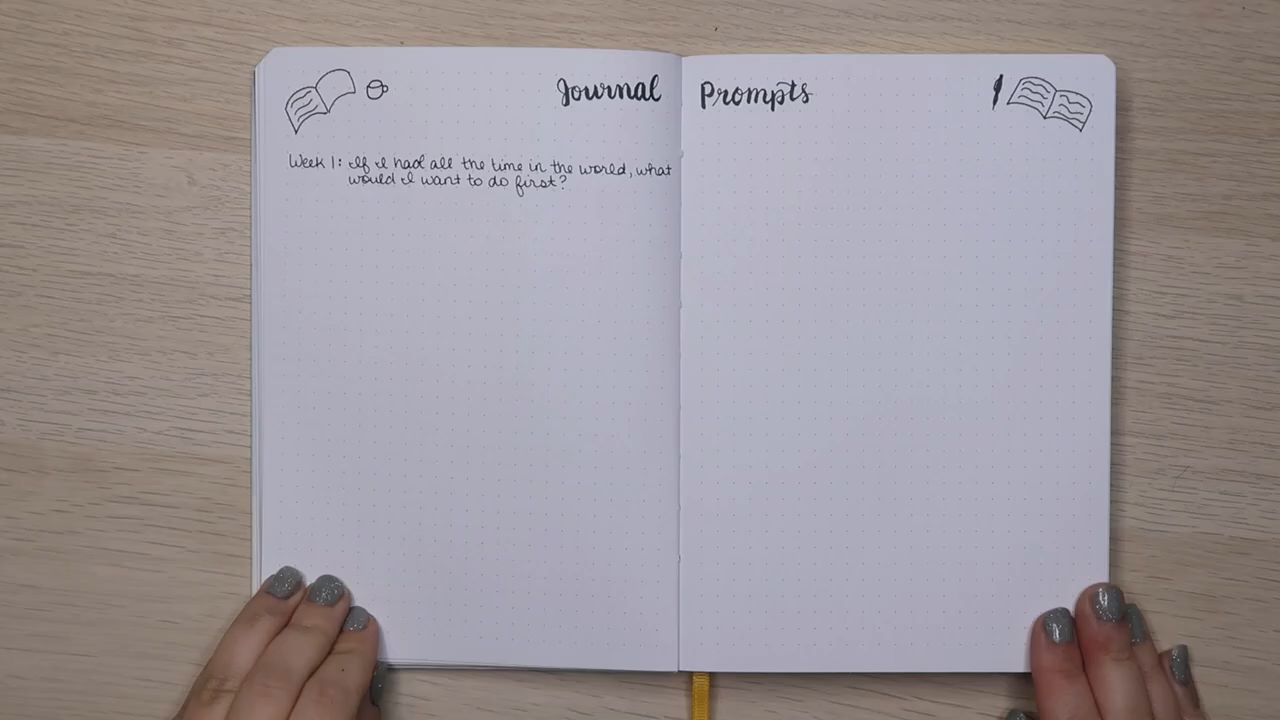 Journal Prompts
Week 1: If I had all the time in the world, what
would I want to do first?